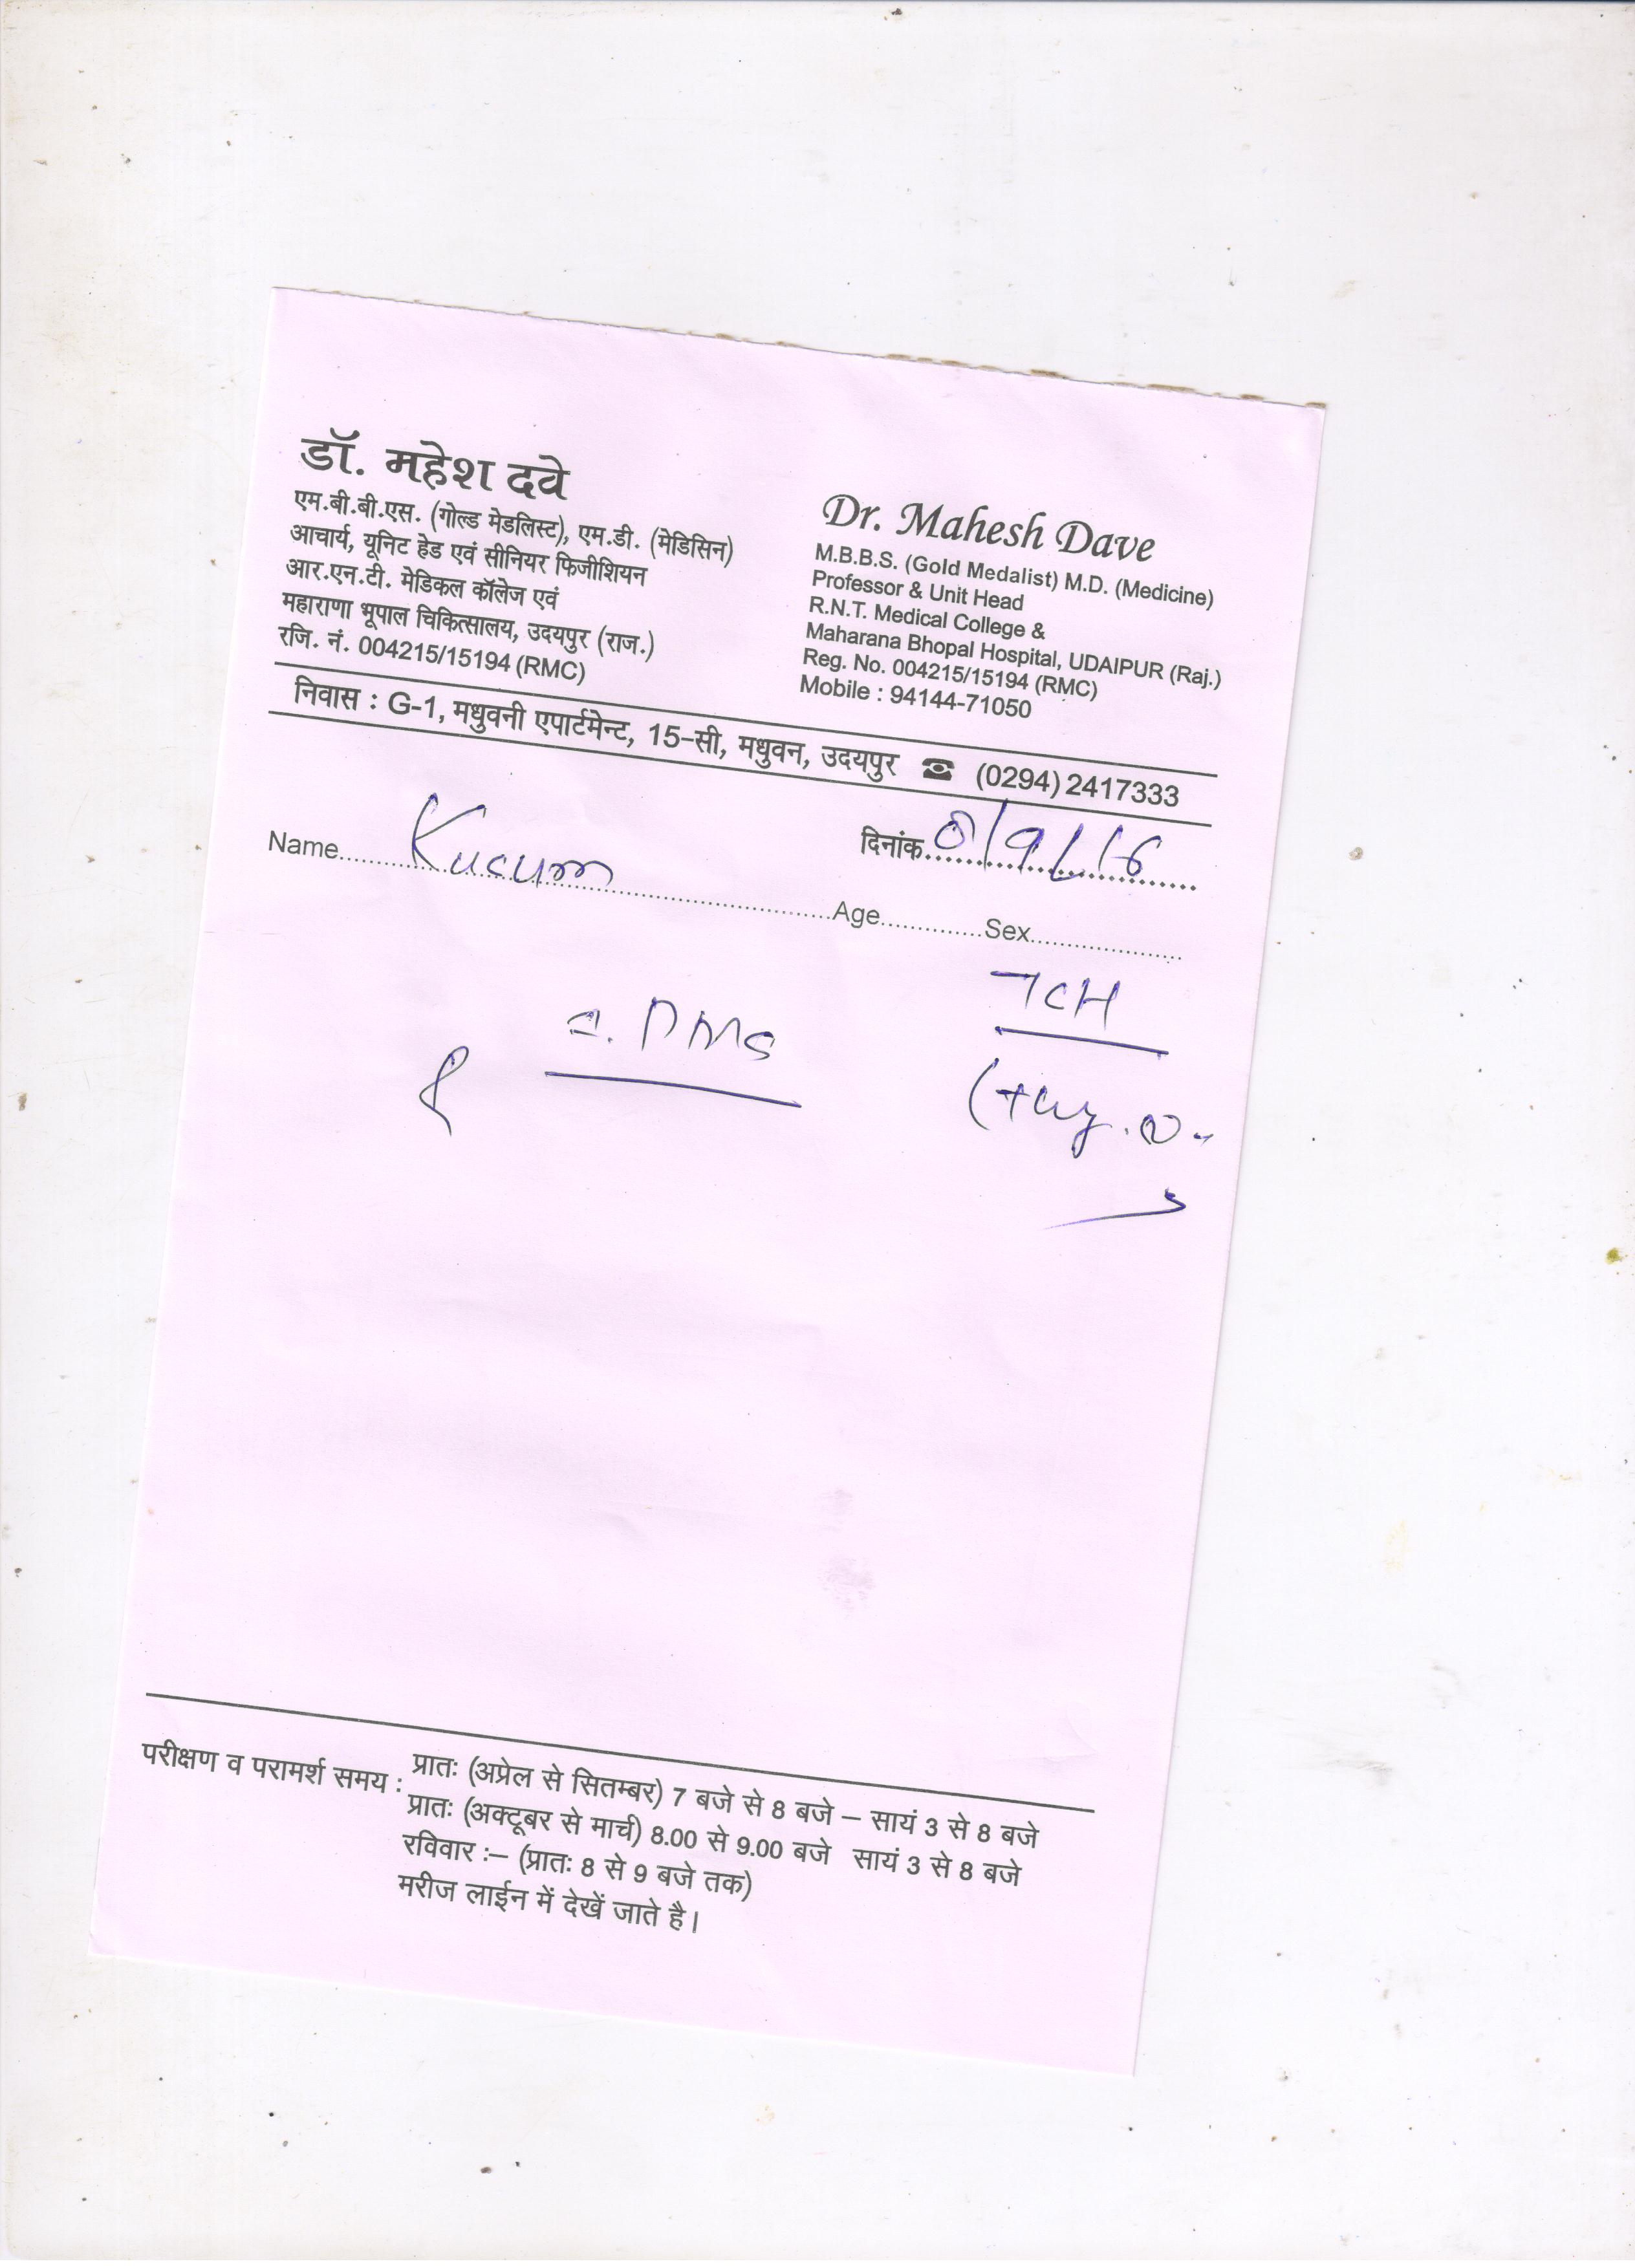 डॉ. महेश दवे
एम.बी.बी.एस. (गोल्ड मेडलिस्ट), एम.डी. (मेडिसिन)
आचार्य, यूनिट हेड एवं सीनियर फिजीशियन
आर.एन.टी. मेडिकल कॉलेज एवं
महाराणा भूपाल चिकित्सालय, उदयपुर (राज.)
रजि. नं. 004215/15194 (RMC)
Dr. Mahesh Dave
M.B.B.S. (Gold Medalist) M.D. (Medicine)
Professor & Unit Head
R.N.T. Medical College &
Maharana Bhopal Hospital, UDAIPUR (Raj.)
Reg. No. 004215/15194 (RMC)
Mobile : 94144-71050
निवास : G-1, मधुवनी एपार्टमेन्ट, 15-सी, मधुवन, उदयपुर ☎ (0294) 2417333
दिनांक
Name Kusum
Age Sex
परीक्षण व परामर्श समय : प्रातः (अप्रेल से सितम्बर) 7 बजे से 8 बजे – सायं 3 से 8 बजे
प्रातः (अक्टूबर से मार्च) 8.00 से 9.00 बजे सायं 3 से 8 बजे
रविवार :– (प्रातः 8 से 9 बजे तक)
मरीज लाईन में देखें जाते है।